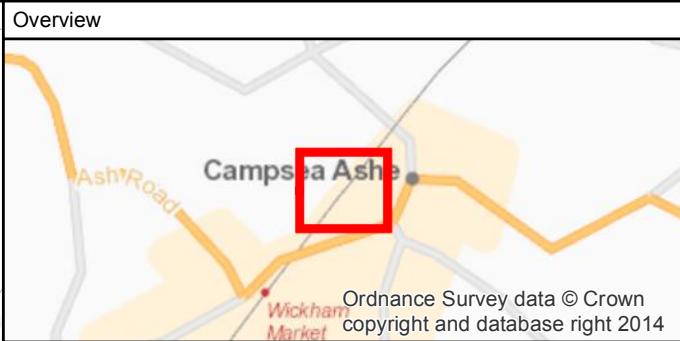 Overview
Campsea Ashe
Ash Road
Wickham
Market
Ordnance Survey data © Crown
copyright and database right 2014